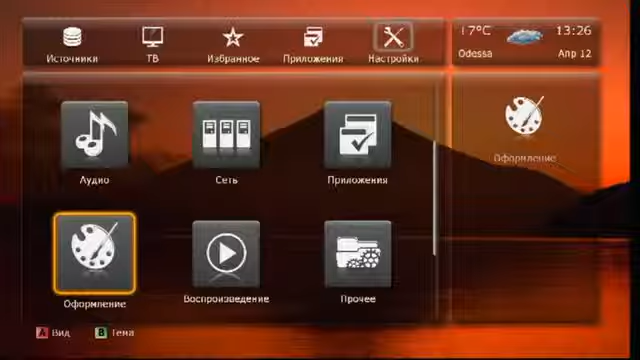 Источники
ТВ
Избранное
Приложения
Настройки
13:26
Odessa
Апр 12
Аудио
Сеть
Приложения
Оформление
Оформление
Воспроизведение
Прочее
A Вид
B Тема